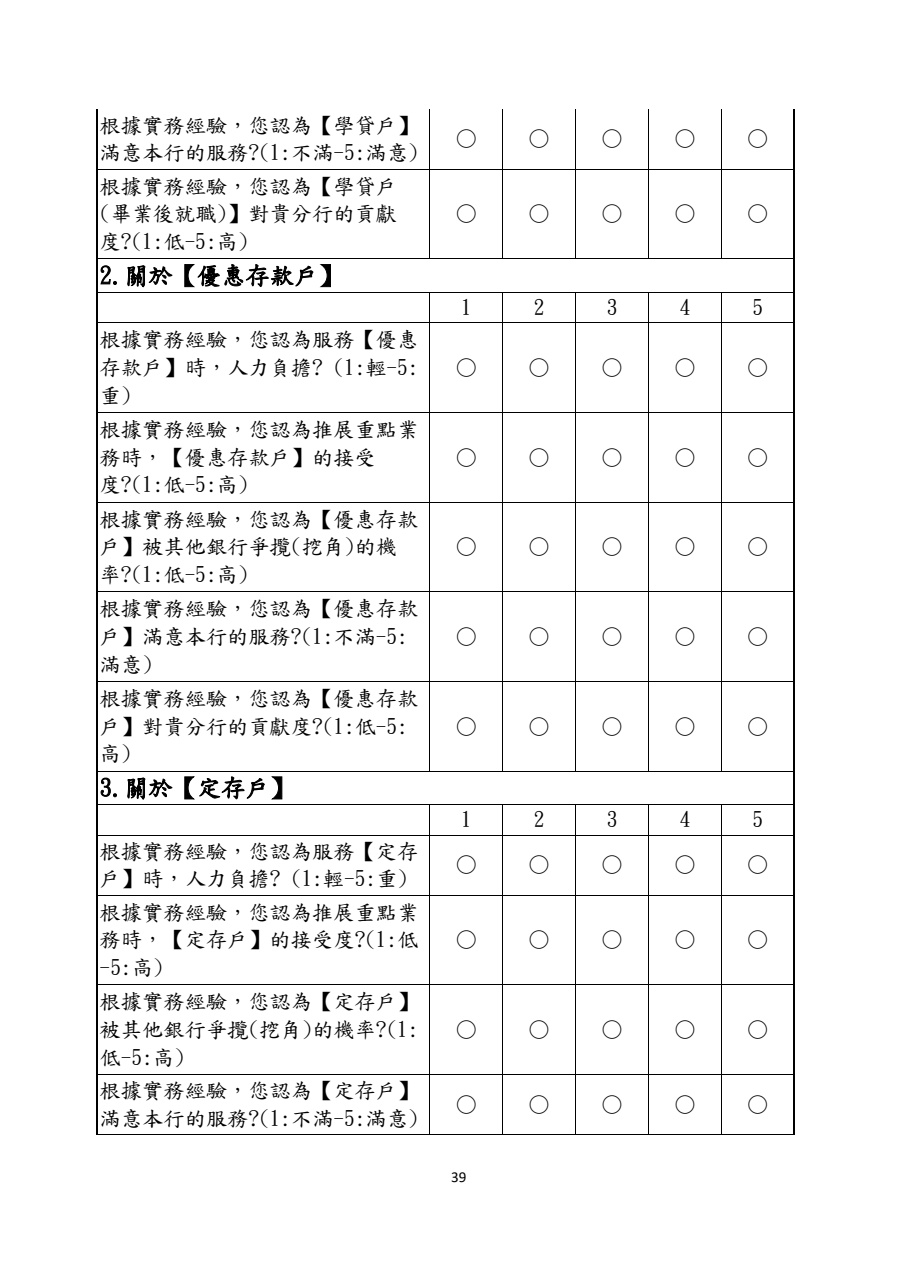 根據實務經驗，您認為【學貸戶】 ○ ○ ○ ○ ○
滿意本行的服務?(1:不滿-5:滿意)
根據實務經驗，您認為【學貸戶
(畢業後就職)】對貴分行的貢獻 ○ ○ ○ ○ ○
度?(1:低-5:高)
2.關於【優惠存款戶】
1 2 3 4 5
根據實務經驗，您認為服務【優惠
存款戶】時，人力負擔? (1:輕-5: ○ ○ ○ ○ ○
重)
根據實務經驗，您認為推展重點業
務時，【優惠存款戶】的接受 ○ ○ ○ ○ ○
度?(1:低-5:高)
根據實務經驗，您認為【優惠存款
戶】被其他銀行爭攬(挖角)的機 ○ ○ ○ ○ ○
率?(1:低-5:高)
根據實務經驗，您認為【優惠存款
戶】滿意本行的服務?(1:不滿-5: ○ ○ ○ ○ ○
滿意)
根據實務經驗，您認為【優惠存款
戶】對貴分行的貢獻度?(1:低-5: ○ ○ ○ ○ ○
高)
3.關於【定存戶】
1 2 3 4 5
根據實務經驗，您認為服務【定存 ○ ○ ○ ○ ○
戶】時，人力負擔? (1:輕-5:重)
根據實務經驗，您認為推展重點業
務時，【定存戶】的接受度?(1:低 ○ ○ ○ ○ ○
-5:高)
根據實務經驗，您認為【定存戶】
被其他銀行爭攬(挖角)的機率?(1: ○ ○ ○ ○ ○
低-5:高)
根據實務經驗，您認為【定存戶】 ○ ○ ○ ○ ○
滿意本行的服務?(1:不滿-5:滿意)
39